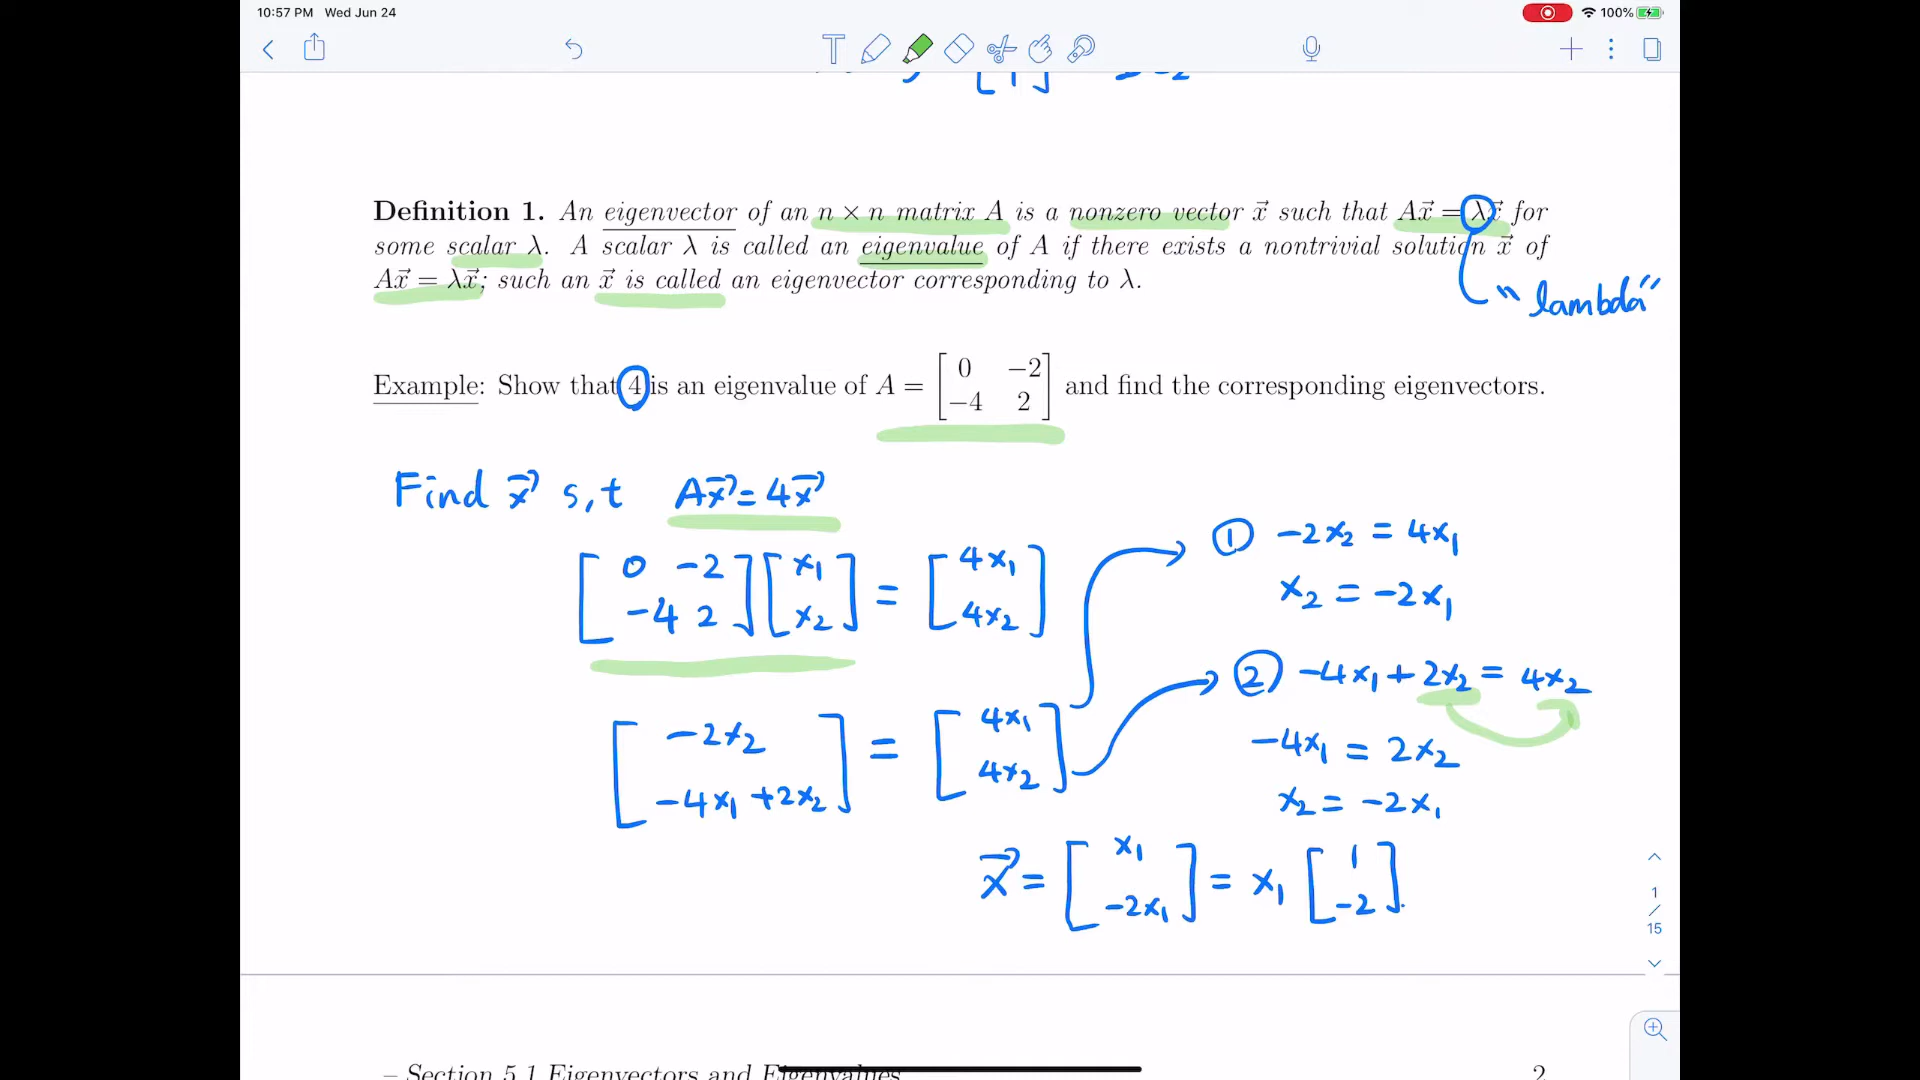 10:57 PM Wed Jun 24
100%
Definition 1. An eigenvector of an n × n matrix A is a nonzero vector x⃗ such that Ax⃗ = λx⃗ for
some scalar λ. A scalar λ is called an eigenvalue of A if there exists a nontrivial solution x⃗ of
Ax⃗ = λx⃗; such an x⃗ is called an eigenvector corresponding to λ.
"lambda"
Example: Show that 4 is an eigenvalue of A = [0 −2; −4 2] and find the corresponding eigenvectors.
Find x⃗ s,t Ax⃗ = 4x⃗
[0 -2; -4 2][x₁; x₂] = [4x₁; 4x₂]
[-2x₂; -4x₁ + 2x₂] = [4x₁; 4x₂]
① -2x₂ = 4x₁
x₂ = -2x₁
② -4x₁ + 2x₂ = 4x₂
-4x₁ = 2x₂
x₂ = -2x₁
x⃗ = [x₁; -2x₁] = x₁ [1; -2].
1
/
15
– Section 5.1 Eigenvectors and Eigenvalues
2